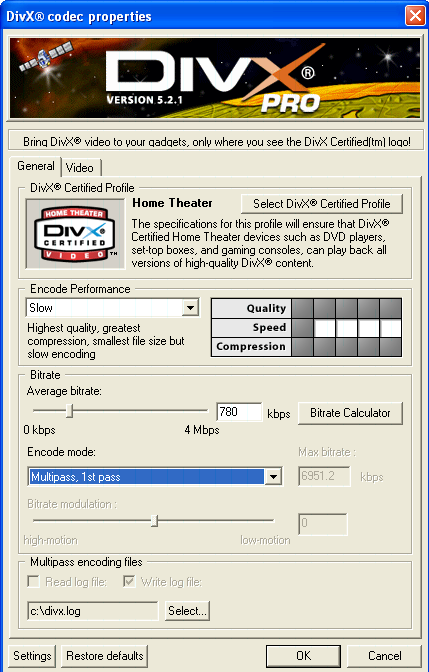 DivX® codec properties
DIVX®
VERSION 5.2.1
PRO
Bring DivX® video to your gadgets, only where you see the DivX Certified(tm) logo!
General Video
DivX® Certified Profile
HOME THEATER
DIVX
CERTIFIED
VIDEO™
Home Theater
Select DivX® Certified Profile
The specifications for this profile will ensure that DivX®
Certified Home Theater devices such as DVD players,
set-top boxes, and gaming consoles, can play back all
versions of high-quality DivX® content.
Encode Performance
Slow
Highest quality, greatest
compression, smallest file size but
slow encoding
Quality
Speed
Compression
Bitrate
Average bitrate:
780 kbps
Bitrate Calculator
0 kbps 4 Mbps
Encode mode:
Max bitrate :
Multipass, 1st pass
6951.2 kbps
Bitrate modulation :
0
high-motion low-motion
Multipass encoding files
Read log file: Write log file:
c:\divx.log Select...
Settings Restore defaults OK Cancel